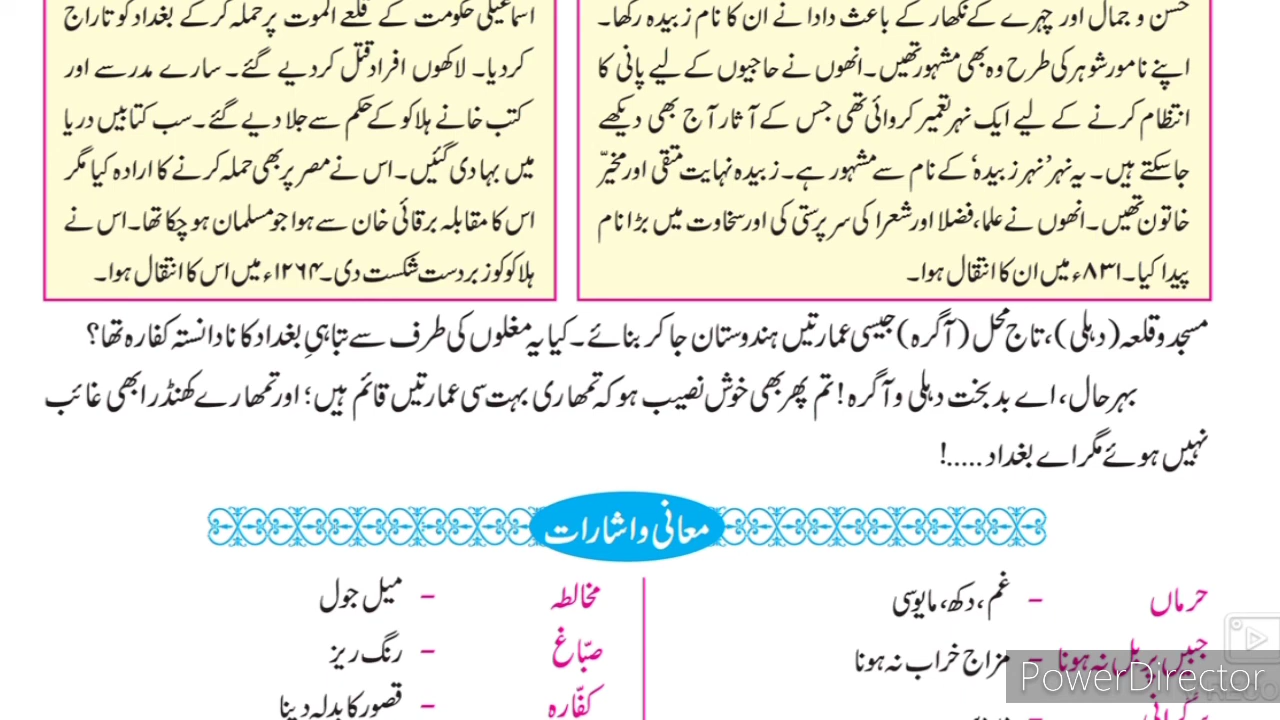 حسن و جمال اور چہرے کے نکھار کے باعث دادا نے ان کا نام زبیدہ رکھا۔
اپنے نامور شوہر کی طرح وہ بھی مشہور تھیں۔ انھوں نے حاجیوں کے لیے پانی کا
انتظام کرنے کے لیے ایک نہر تعمیر کروائی تھی جس کے آثار آج بھی دیکھے
جاسکتے ہیں۔ یہ نہر ’نہر زبیدہ‘ کے نام سے مشہور ہے۔ زبیدہ نہایت متقی اور مخیّر
خاتون تھیں۔ انھوں نے علما، فضلا اور شعرا کی سرپرستی کی اور سخاوت میں بڑا نام
پیدا کیا۔ ۸۳۱ء میں ان کا انتقال ہوا۔
اسماعیلی حکومت کے قلعے الموت پر حملہ کرکے بغداد کو تاراج
کردیا۔ لاکھوں افراد قتل کردیے گئے۔ سارے مدرسے اور
کتب خانے ہلاکو کے حکم سے جلا دیے گئے۔ سب کتابیں دریا
میں بہا دی گئیں۔ اس نے مصر پر بھی حملہ کرنے کا ارادہ کیا مگر
اس کا مقابلہ برقائی خان سے ہوا جو مسلمان ہو چکا تھا۔ اس نے
ہلاکو کو زبردست شکست دی۔ ۱۲۶۴ء میں اس کا انتقال ہوا۔
مسجد و قلعہ (دہلی)، تاج محل (آگرہ) جیسی عمارتیں ہندوستان جا کر بنائے۔ کیا یہ مغلوں کی طرف سے تباہیِ بغداد کا نادانستہ کفارہ تھا؟
بہرحال، اے بدبخت دہلی و آگرہ! تم پھر بھی خوش نصیب ہو کہ تمھاری بہت سی عمارتیں قائم ہیں؛ اور تمھارے کھنڈر ابھی غائب
نہیں ہوئے مگر اے بغداد.....!
معانی و اشارات
حرماں - غم، دکھ، مایوسی
جبیں پر بل نہ ہونا - مزاج خراب نہ ہونا
مخالطہ - میل جول
صبّاغ - رنگ ریز
کفّارہ - قصور کا بدلہ دینا
PowerDirector